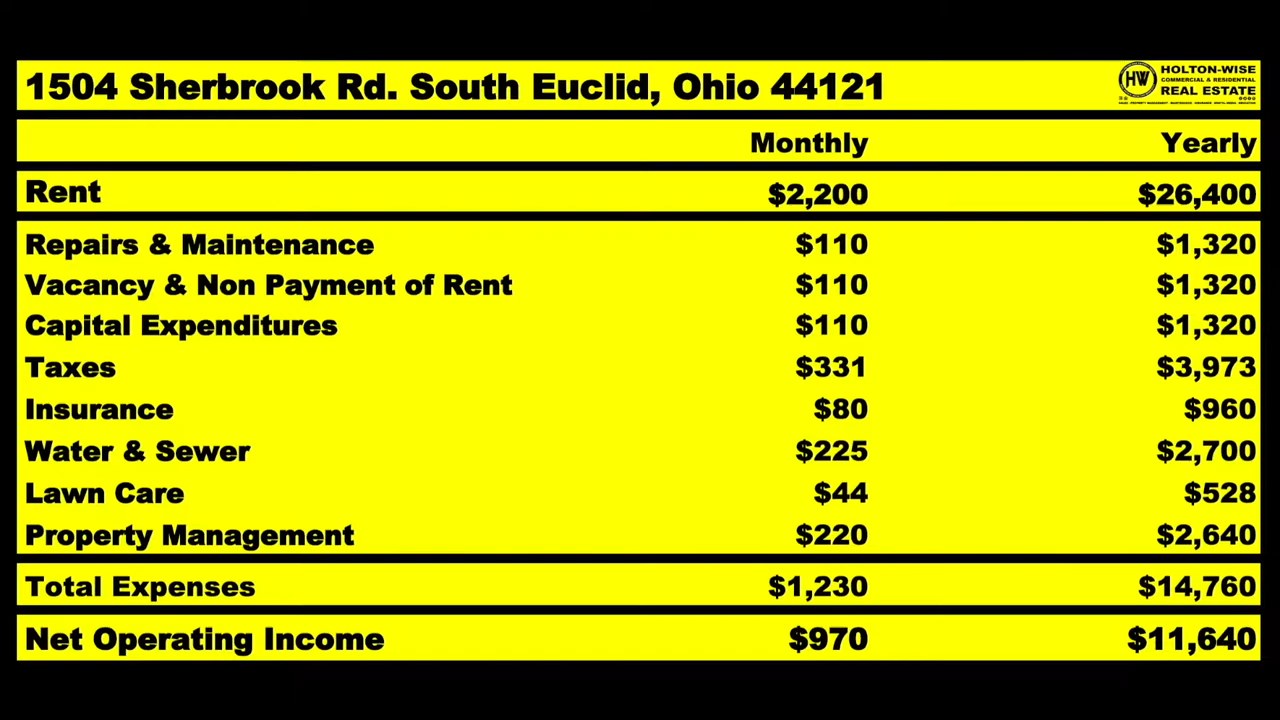 1504 Sherbrook Rd. South Euclid, Ohio 44121
HW
HOLTON-WISE
COMMERCIAL & RESIDENTIAL
REAL ESTATE
Monthly Yearly
Rent $2,200 $26,400
Repairs & Maintenance $110 $1,320
Vacancy & Non Payment of Rent $110 $1,320
Capital Expenditures $110 $1,320
Taxes $331 $3,973
Insurance $80 $960
Water & Sewer $225 $2,700
Lawn Care $44 $528
Property Management $220 $2,640
Total Expenses $1,230 $14,760
Net Operating Income $970 $11,640